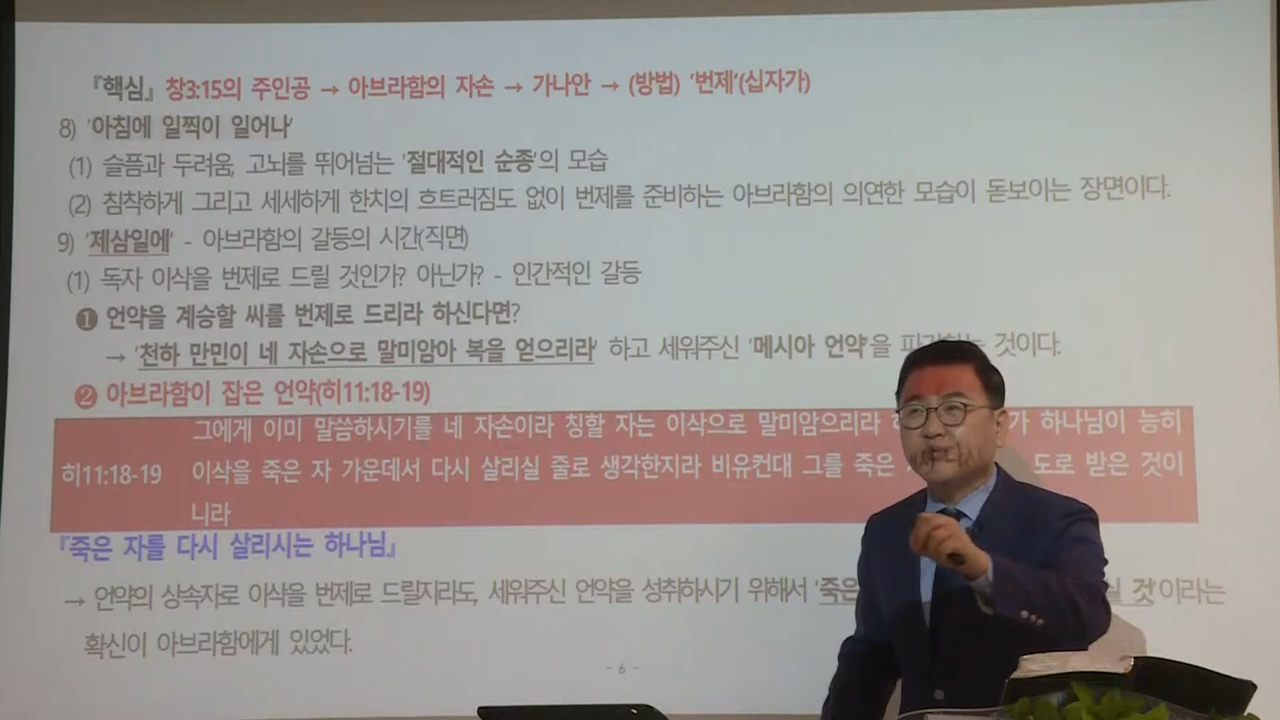 『핵심』 창3:15의 주인공 → 아브라함의 자손 → 가나안 → (방법) '번제'(십자가)
8) '아침에 일찍이 일어나'
(1) 슬픔과 두려움, 고뇌를 뛰어넘는 '절대적인 순종'의 모습
(2) 침착하게 그리고 세세하게 한치의 흐트러짐도 없이 번제를 준비하는 아브라함의 의연한 모습이 돋보이는 장면이다.
9) '제삼일에' - 아브라함의 갈등의 시간(직면)
(1) 독자 이삭을 번제로 드릴 것인가? 아닌가? - 인간적인 갈등
❶ 언약을 계승할 씨를 번제로 드리라 하신다면?
→ '천하 만민이 네 자손으로 말미암아 복을 얻으리라' 하고 세워주신 '메시아 언약'을 것이다.
❷ 아브라함이 잡은 언약(히11:18-19)
그에게 이미 말씀하시기를 네 자손이라 칭할 자는 이삭으로 말미암으리라 가 하나님이 능히
히11:18-19 이삭을 죽은 자 가운데서 다시 살리실 줄로 생각한지라 비유컨대 그를 죽은 도로 받은 것이
니라
『죽은 자를 다시 살리시는 하나님』
→ 언약의 상속자로 이삭을 번제로 드릴지라도, 세워주신 언약을 성취하시기 위해서 '죽은 실 것'이라는
확신이 아브라함에게 있었다.
- 6 -